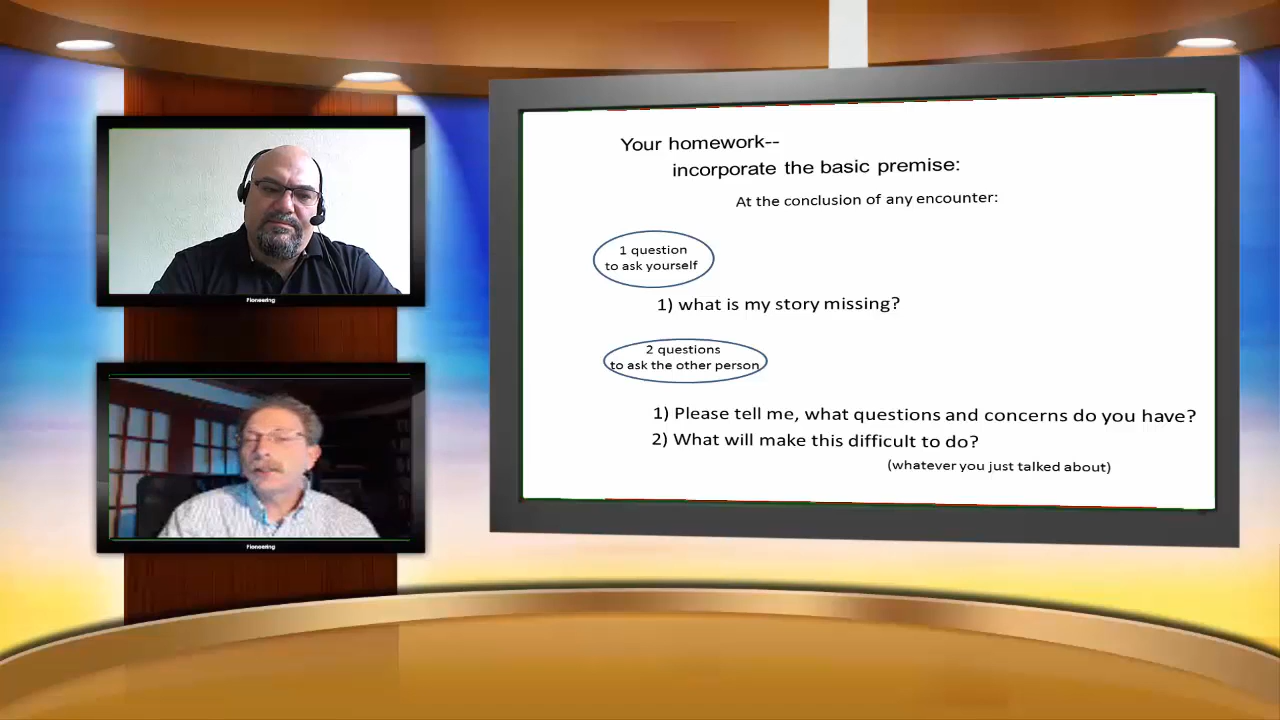 Your homework--
incorporate the basic premise:
At the conclusion of any encounter:
1 question
to ask yourself
1) what is my story missing?
2 questions
to ask the other person
1) Please tell me, what questions and concerns do you have?
2) What will make this difficult to do?
(whatever you just talked about)
Pioneering
Pioneering